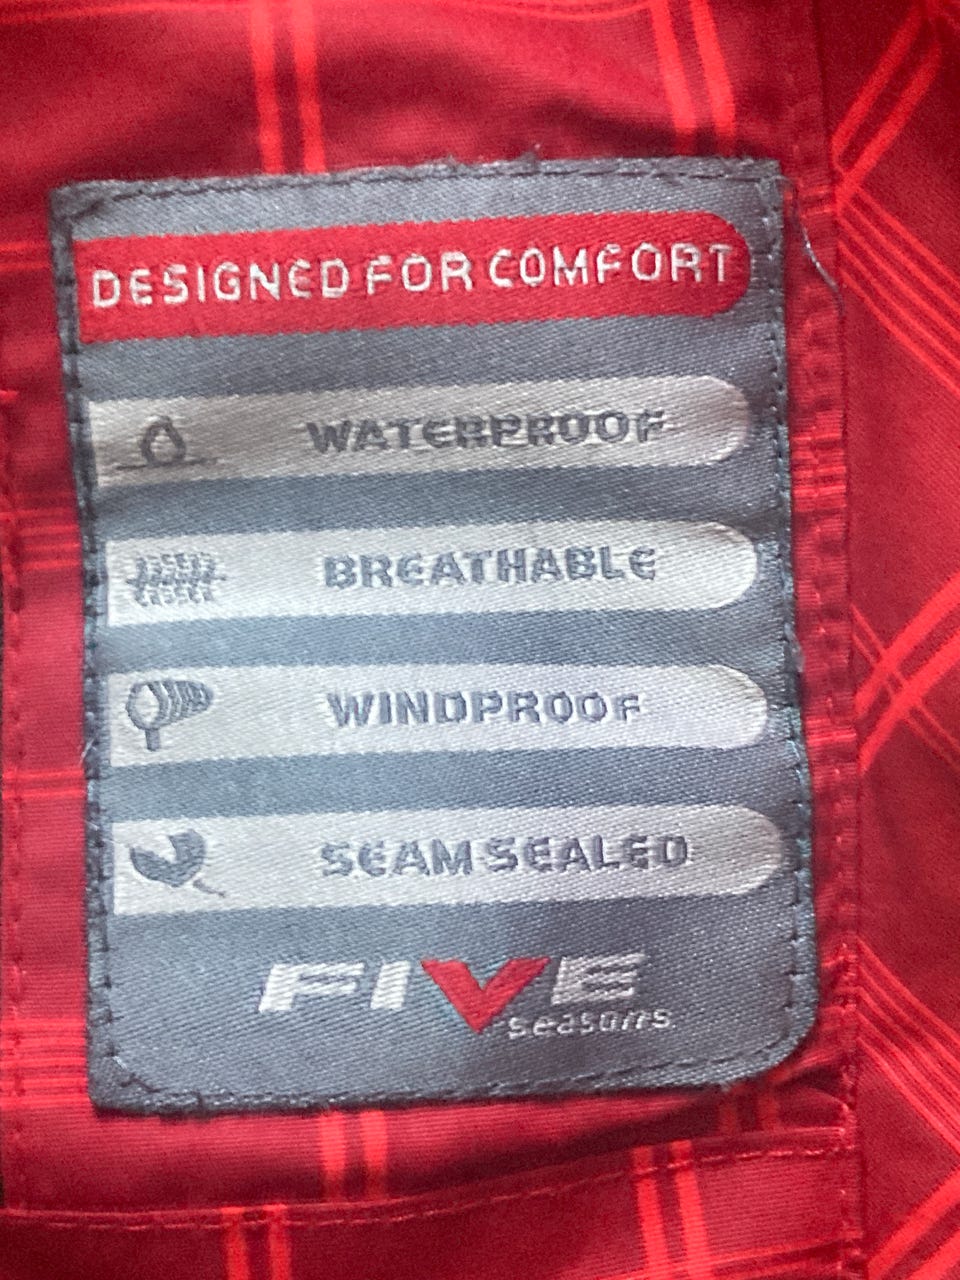 DESIGNED FOR COMFORT
WATERPROOF
BREATHABLE
WINDPROOF
SEAM SEALED
FIVE
seasons